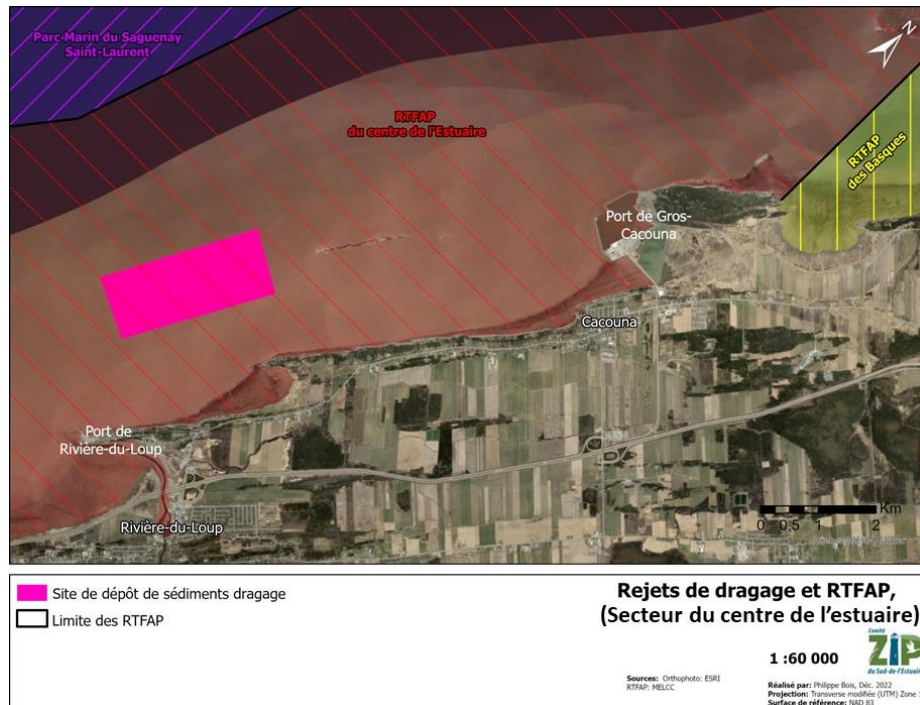 Parc Marin du Saguenay
Saint-Laurent
N
RTFAP
du centre de l'Estuaire
RTFAP
des Basques
Port de Gros-
Cacouna
Cacouna
Port de
Rivière-du-Loup
Rivière-du-Loup
Km
0 0,5 1 2
Site de dépôt de sédiments dragage
Limite des RTFAP
Rejets de dragage et RTFAP,
(Secteur du centre de l'estuaire)
1 :60 000
Comité
ZIP
du Sud-de-l'Estuaire
Sources: Orthophoto: ESRI
RTFAP: MELCC
Réalisé par: Philippe Bois, Déc. 2022
Projection: Transverse modifiée (UTM) Zone
Surface de référence: NAD 83